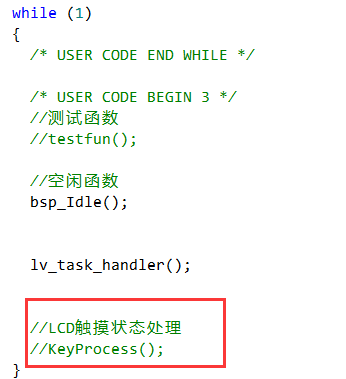 while (1)
{
/* USER CODE END WHILE */
/* USER CODE BEGIN 3 */
//测试函数
//testfun();
//空闲函数
bsp_Idle();
lv_task_handler();
//LCD触摸状态处理
//KeyProcess();
}